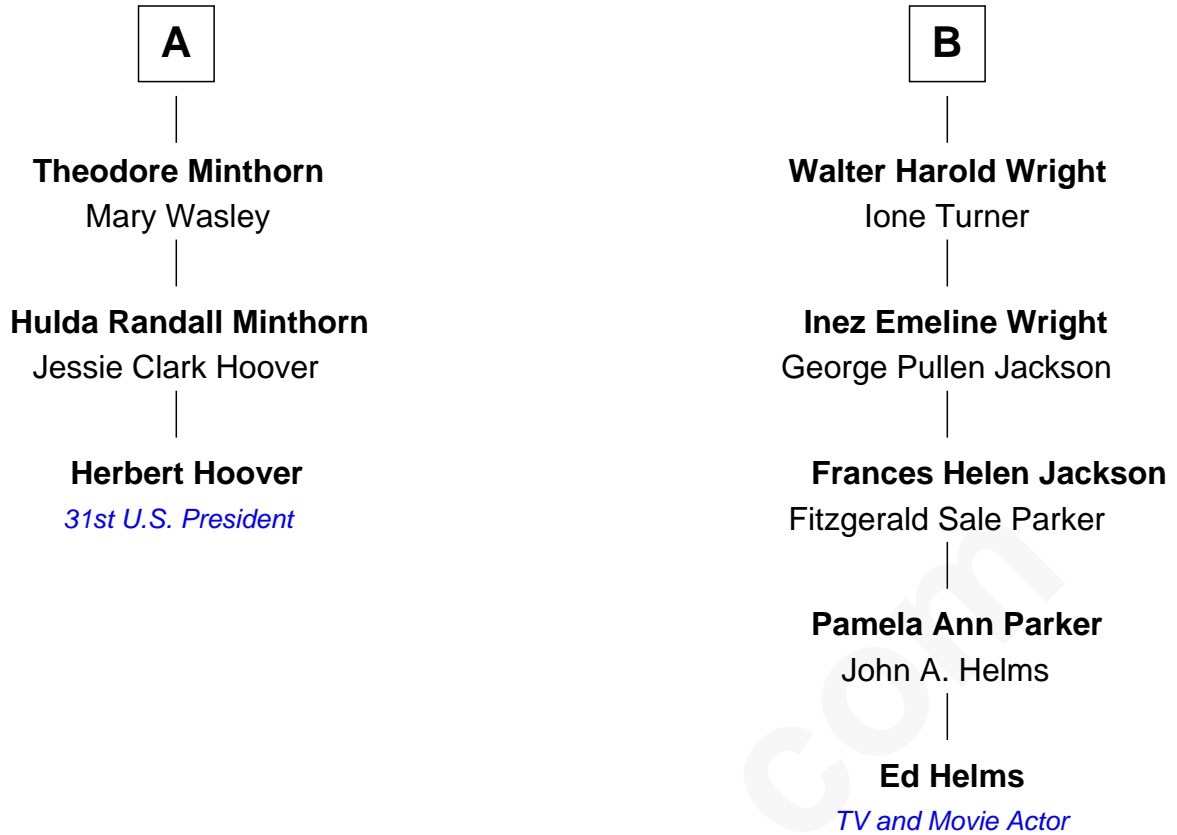 A
Theodore Minthorn
Mary Wasley
Hulda Randall Minthorn
Jessie Clark Hoover
Herbert Hoover
31st U.S. President
B
Walter Harold Wright
Ione Turner
Inez Emeline Wright
George Pullen Jackson
Frances Helen Jackson
Fitzgerald Sale Parker
Pamela Ann Parker
John A. Helms
Ed Helms
TV and Movie Actor
com